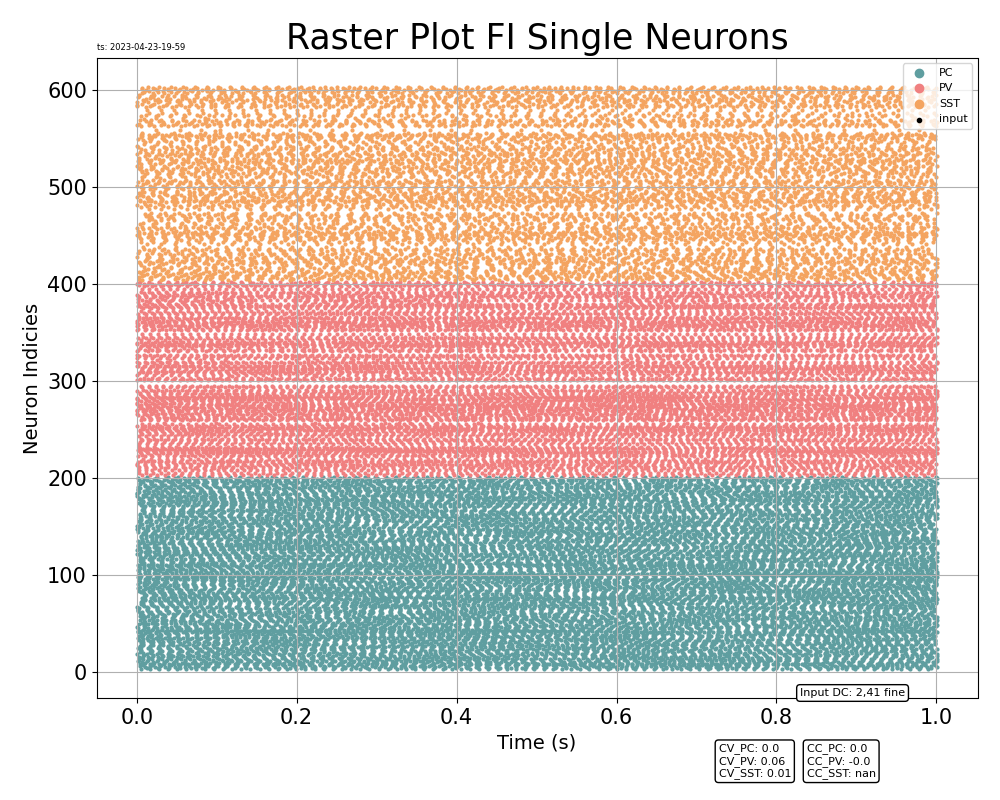 Raster Plot FI Single Neurons
ts: 2023-04-23-19-59
PC
PV
SST
input
600
500
400
300
200
100
0
Neuron Indicies
0.0 0.2 0.4 0.6 0.8 1.0
Time (s)
Input DC: 2,41 fine
CV_PC: 0.0
CV_PV: 0.06
CV_SST: 0.01
CC_PC: 0.0
CC_PV: -0.0
CC_SST: nan